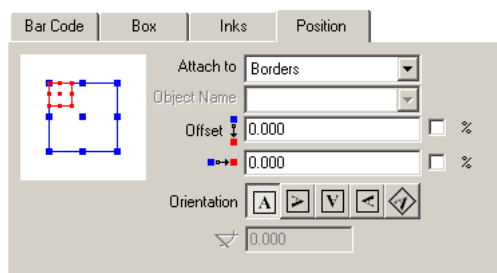 Bar Code Box Inks Position
Attach to Borders
Object Name
Offset 0.000 %
0.000 %
Orientation A A A A A
0.000